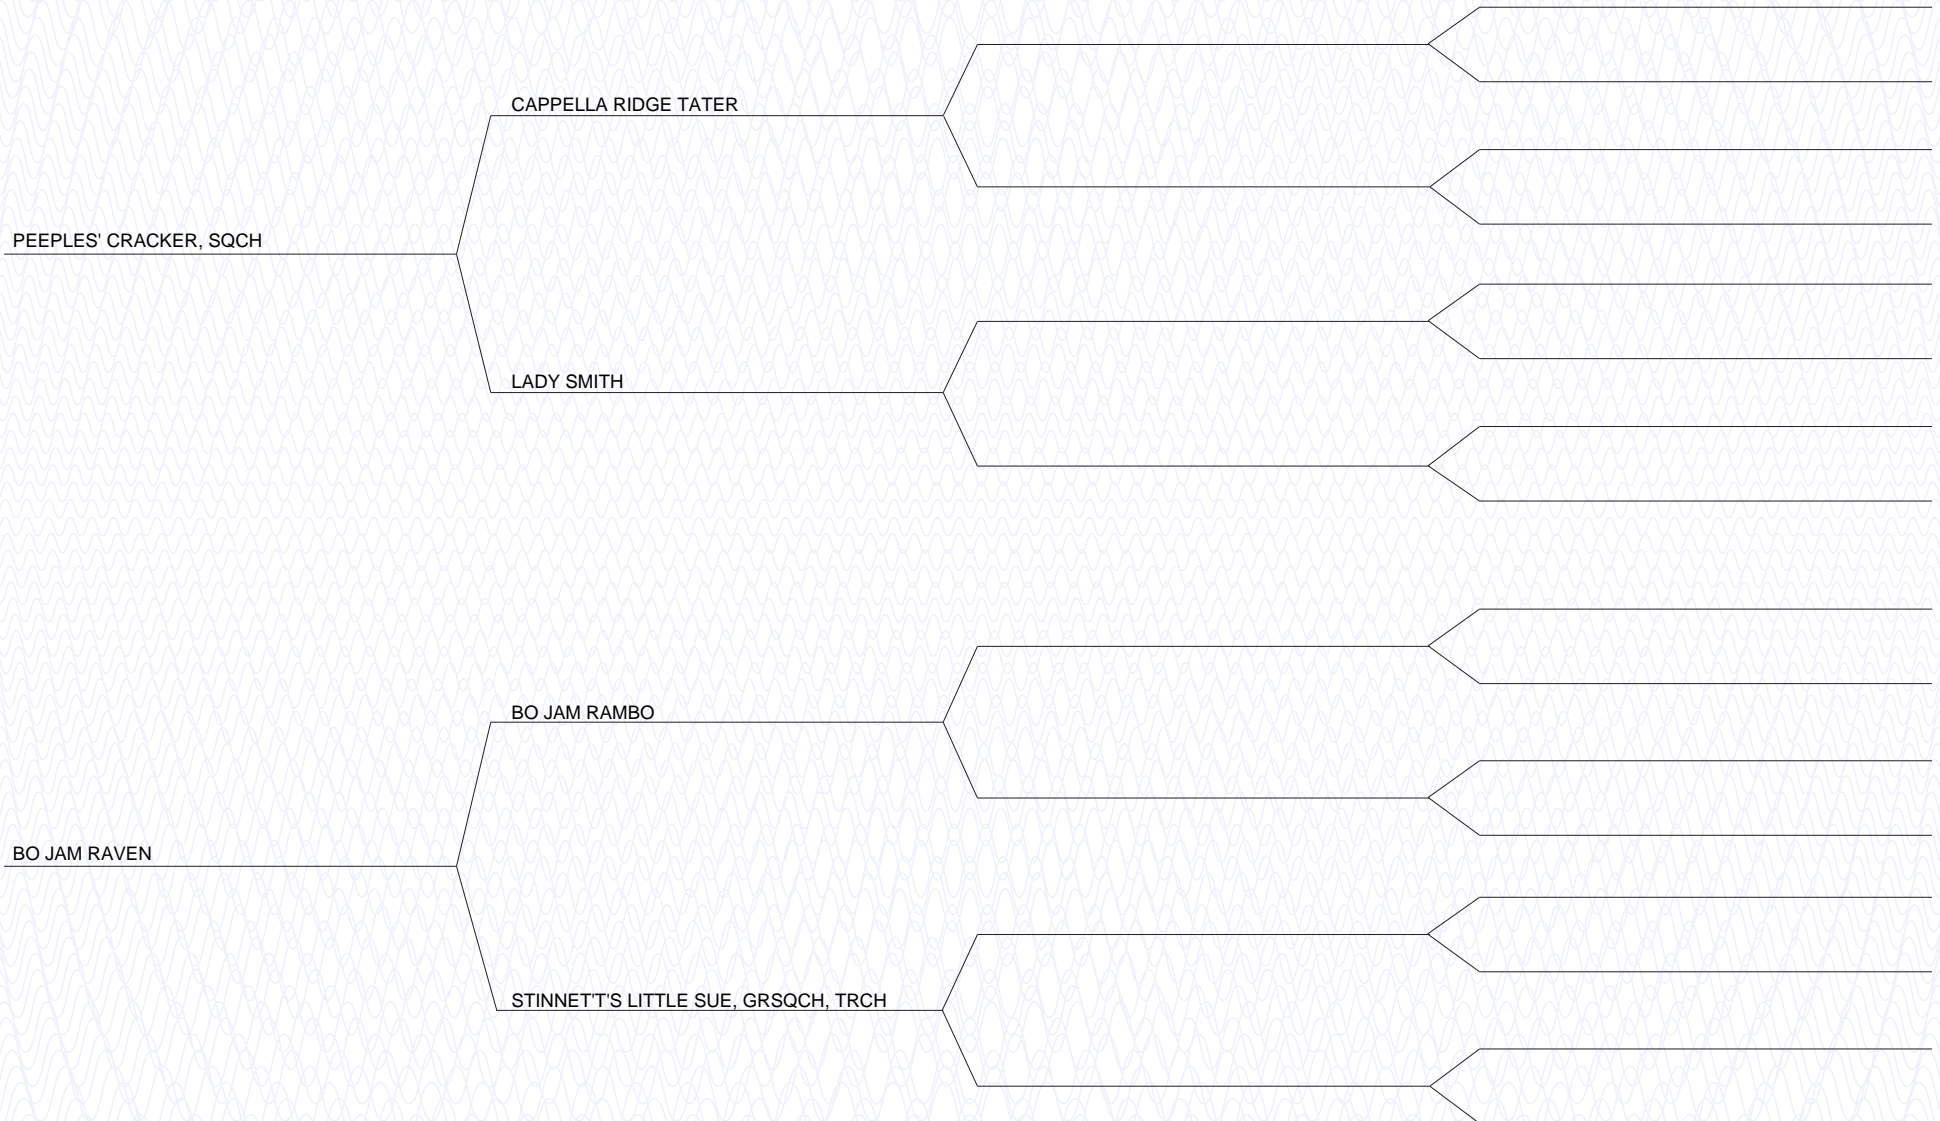 CAPPELLA RIDGE TATER
PEEPLES' CRACKER, SQCH
LADY SMITH
BO JAM RAMBO
BO JAM RAVEN
STINNET'T'S LITTLE SUE, GRSQCH, TRCH